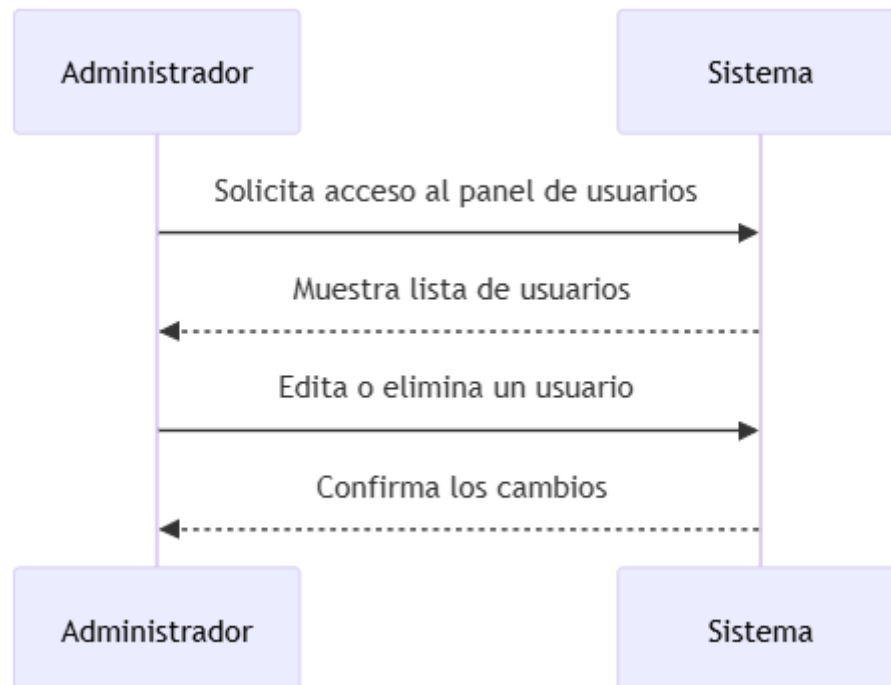 Administrador
Sistema
Solicita acceso al panel de usuarios
Muestra lista de usuarios
Edita o elimina un usuario
Confirma los cambios
Administrador
Sistema